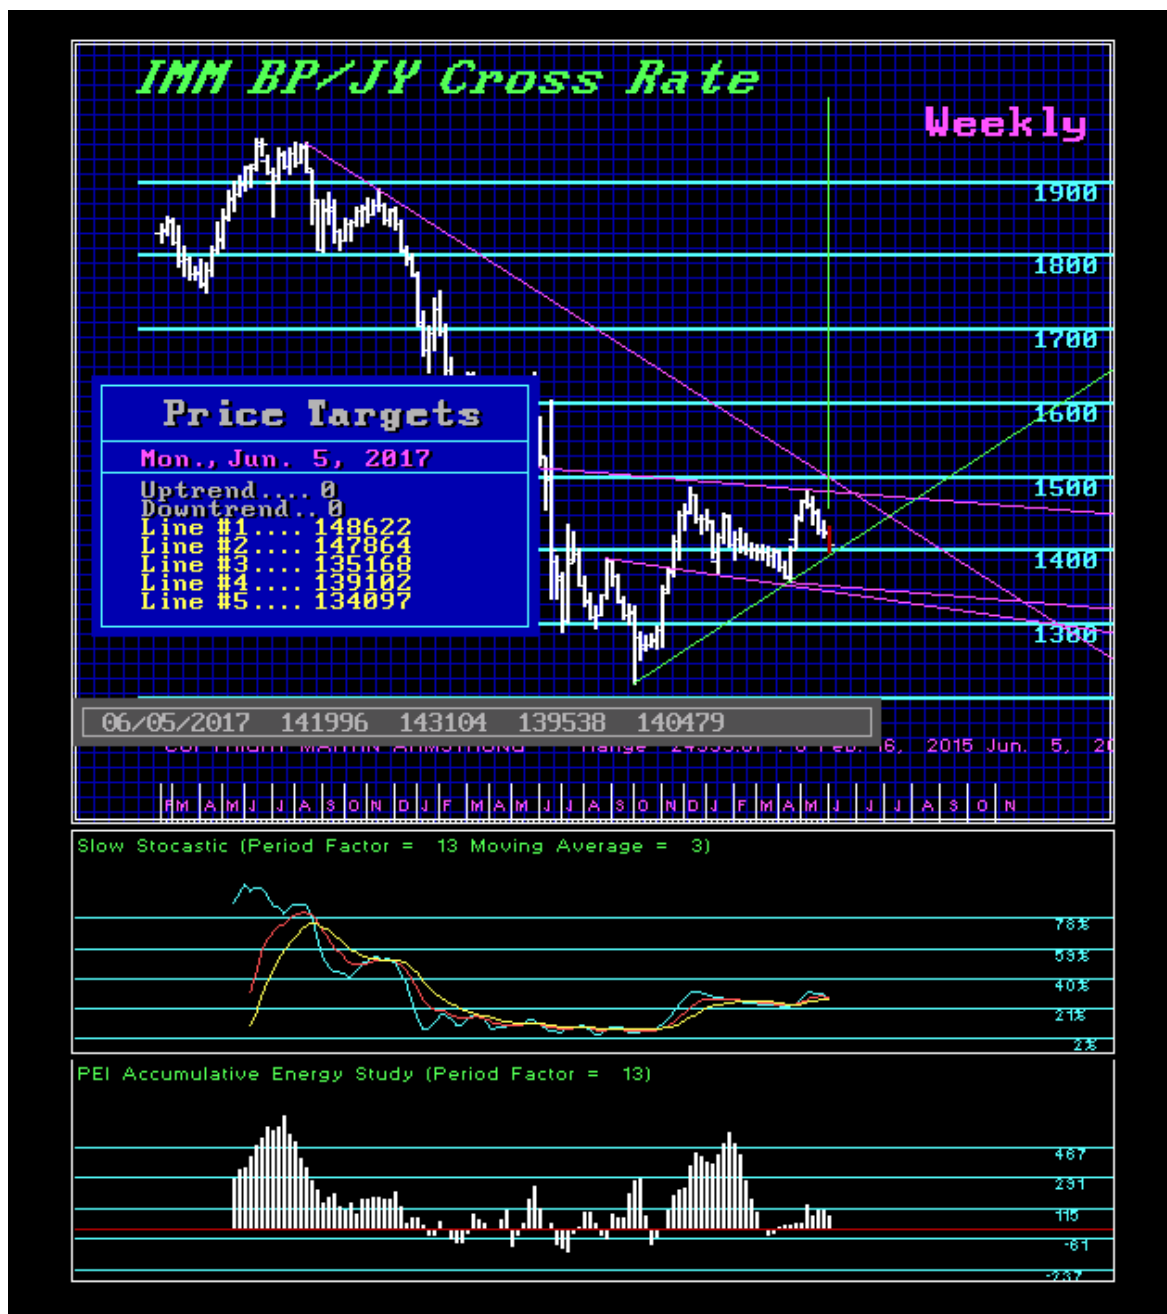 IMM BP/JY Cross Rate
Weekly
1900
1800
1700
1600
1500
1400
1300
Price Targets
Mon., Jun. 5, 2017
Uptrend.... 0
Downtrend.. 0
Line #1.... 148622
Line #2.... 147864
Line #3.... 135168
Line #4.... 139102
Line #5.... 134097
06/05/2017 141996 143104 139538 140479
2015 Jun. 5,
F M A M J J A S O N D J F M A M J J A S O N D J F M A M J J J A S O N
Slow Stocastic (Period Factor = 13 Moving Average = 3)
78%
59%
40%
21%
2%
PEI Accumulative Energy Study (Period Factor = 13)
467
291
115
-61
-237